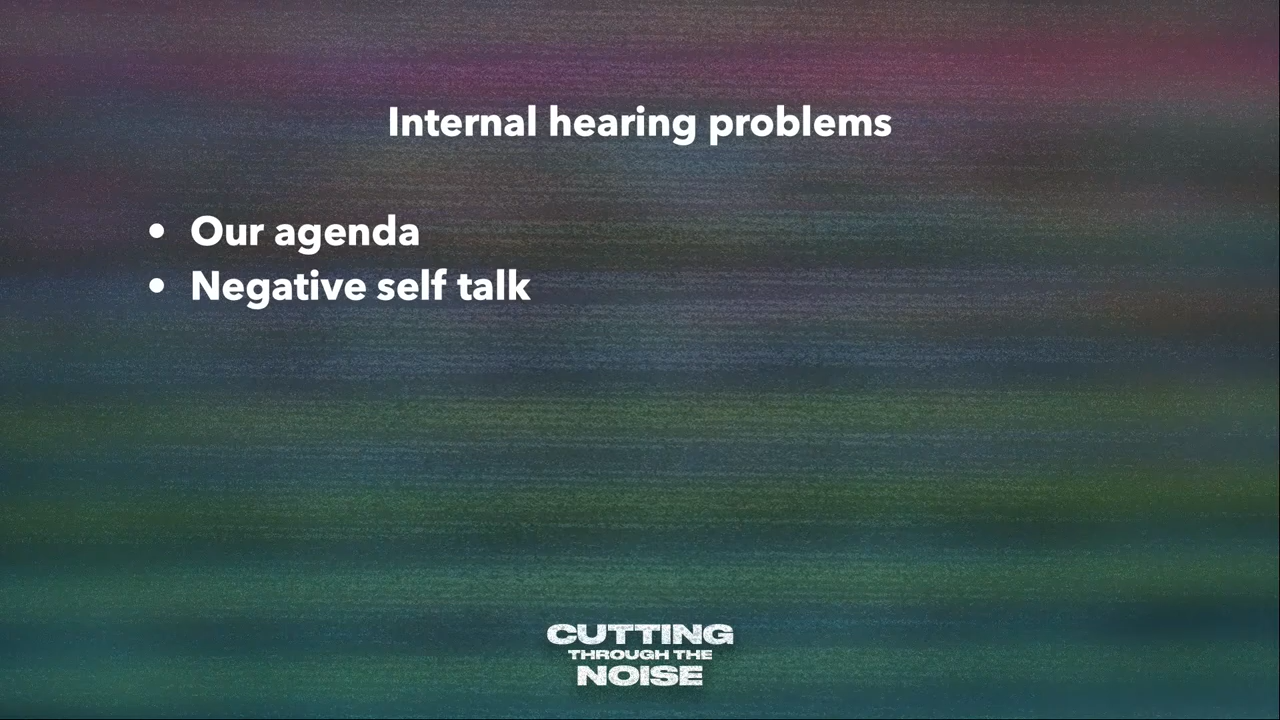 Internal hearing problems
• Our agenda
• Negative self talk
CUTTING
THROUGH THE
NOISE